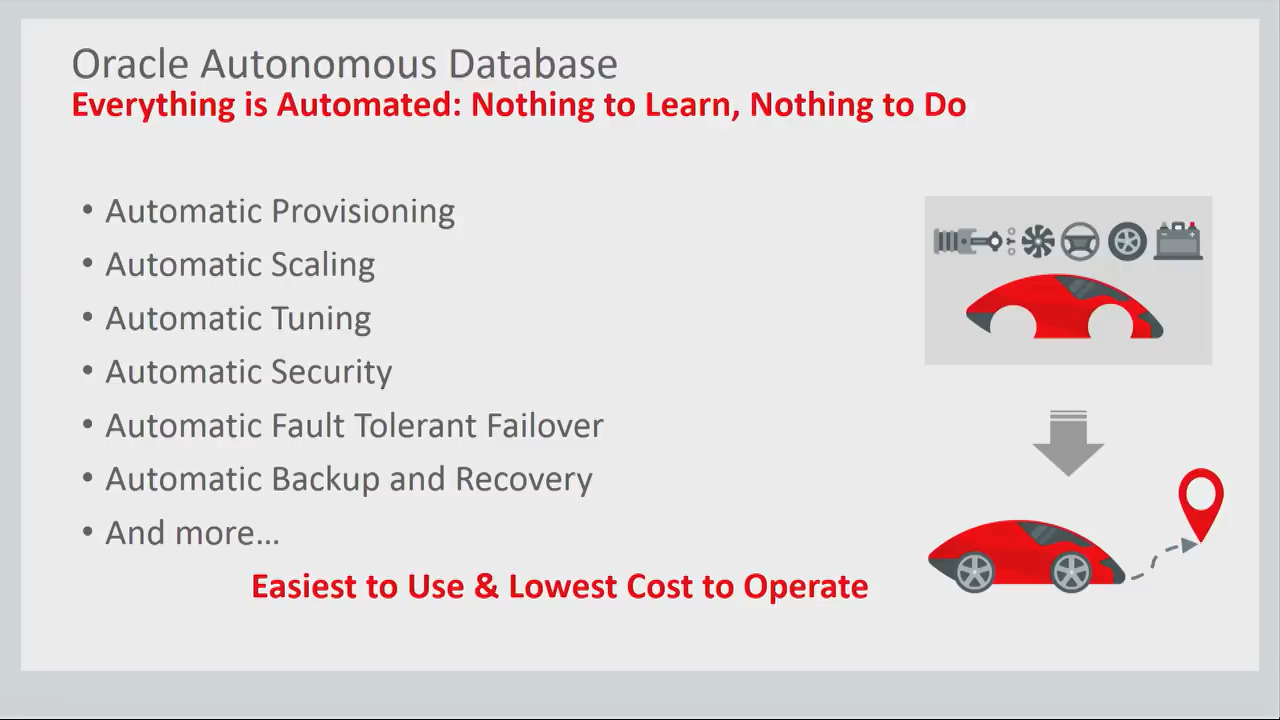 Oracle Autonomous Database
Everything is Automated: Nothing to Learn, Nothing to Do
• Automatic Provisioning
• Automatic Scaling
• Automatic Tuning
• Automatic Security
• Automatic Fault Tolerant Failover
• Automatic Backup and Recovery
• And more...
Easiest to Use & Lowest Cost to Operate